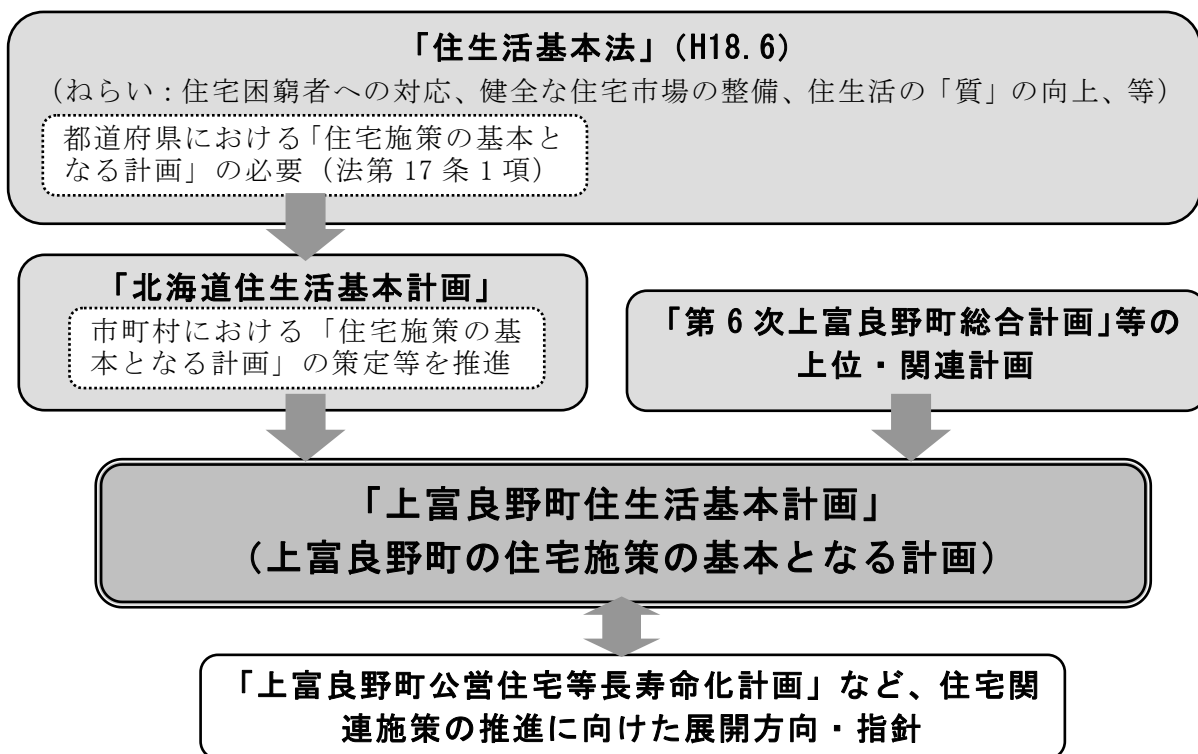 「住生活基本法」(H18.6)
（ねらい：住宅困窮者への対応、健全な住宅市場の整備、住生活の「質」の向上、等）
都道府県における「住宅施策の基本と
なる計画」の必要（法第 17 条 1 項）
「北海道住生活基本計画」
市町村における「住宅施策の基
本となる計画」の策定等を推進
「第 6 次上富良野町総合計画」等の
上位・関連計画
「上富良野町住生活基本計画」
（上富良野町の住宅施策の基本となる計画）
「上富良野町公営住宅等長寿命化計画」など、住宅関
連施策の推進に向けた展開方向・指針